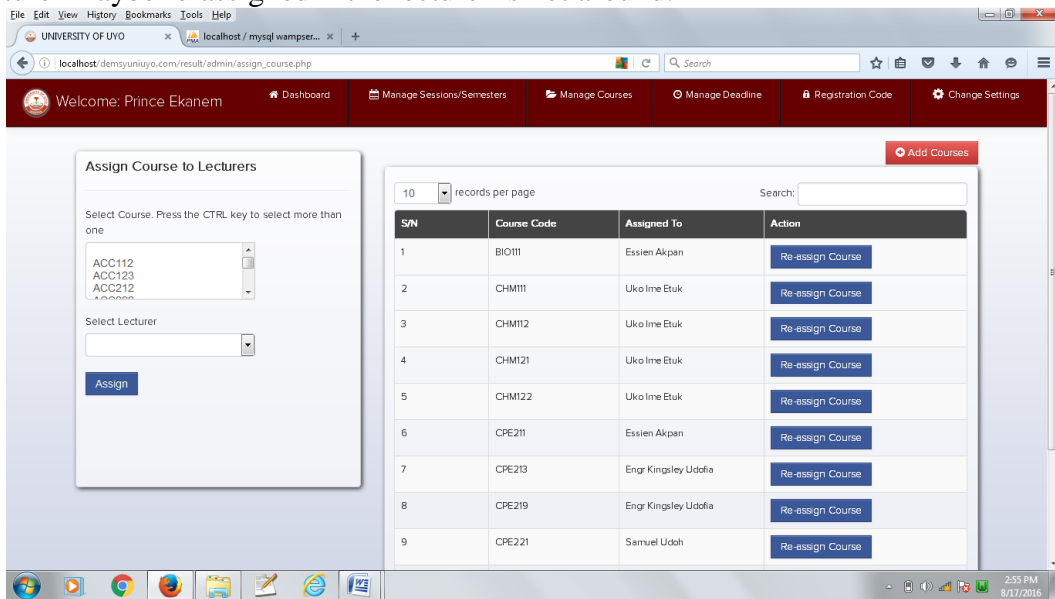 File Edit View History Bookmarks Tools Help
UNIVERSITY OF UYO × localhost / mysql wampser... × +
localhost/demsyuniuyo.com/result/admin/assign_course.php Search
Welcome: Prince Ekanem Dashboard Manage Sessions/Semesters Manage Courses Manage Deadline Registration Code Change Settings
Add Courses
Assign Course to Lecturers
Select Course. Press the CTRL key to select more than
one
ACC112
ACC123
ACC212
Select Lecturer
Assign
10 records per page Search:
S/N Course Code Assigned To Action
1 BIO111 Essien Akpan Re-assign Course
2 CHM111 Uko Ime Etuk Re-assign Course
3 CHM112 Uko Ime Etuk Re-assign Course
4 CHM121 Uko Ime Etuk Re-assign Course
5 CHM122 Uko Ime Etuk Re-assign Course
6 CPE211 Essien Akpan Re-assign Course
7 CPE213 Engr Kingsley Udofia Re-assign Course
8 CPE219 Engr Kingsley Udofia Re-assign Course
9 CPE221 Samuel Udoh Re-assign Course
2:55 PM
8/17/2016